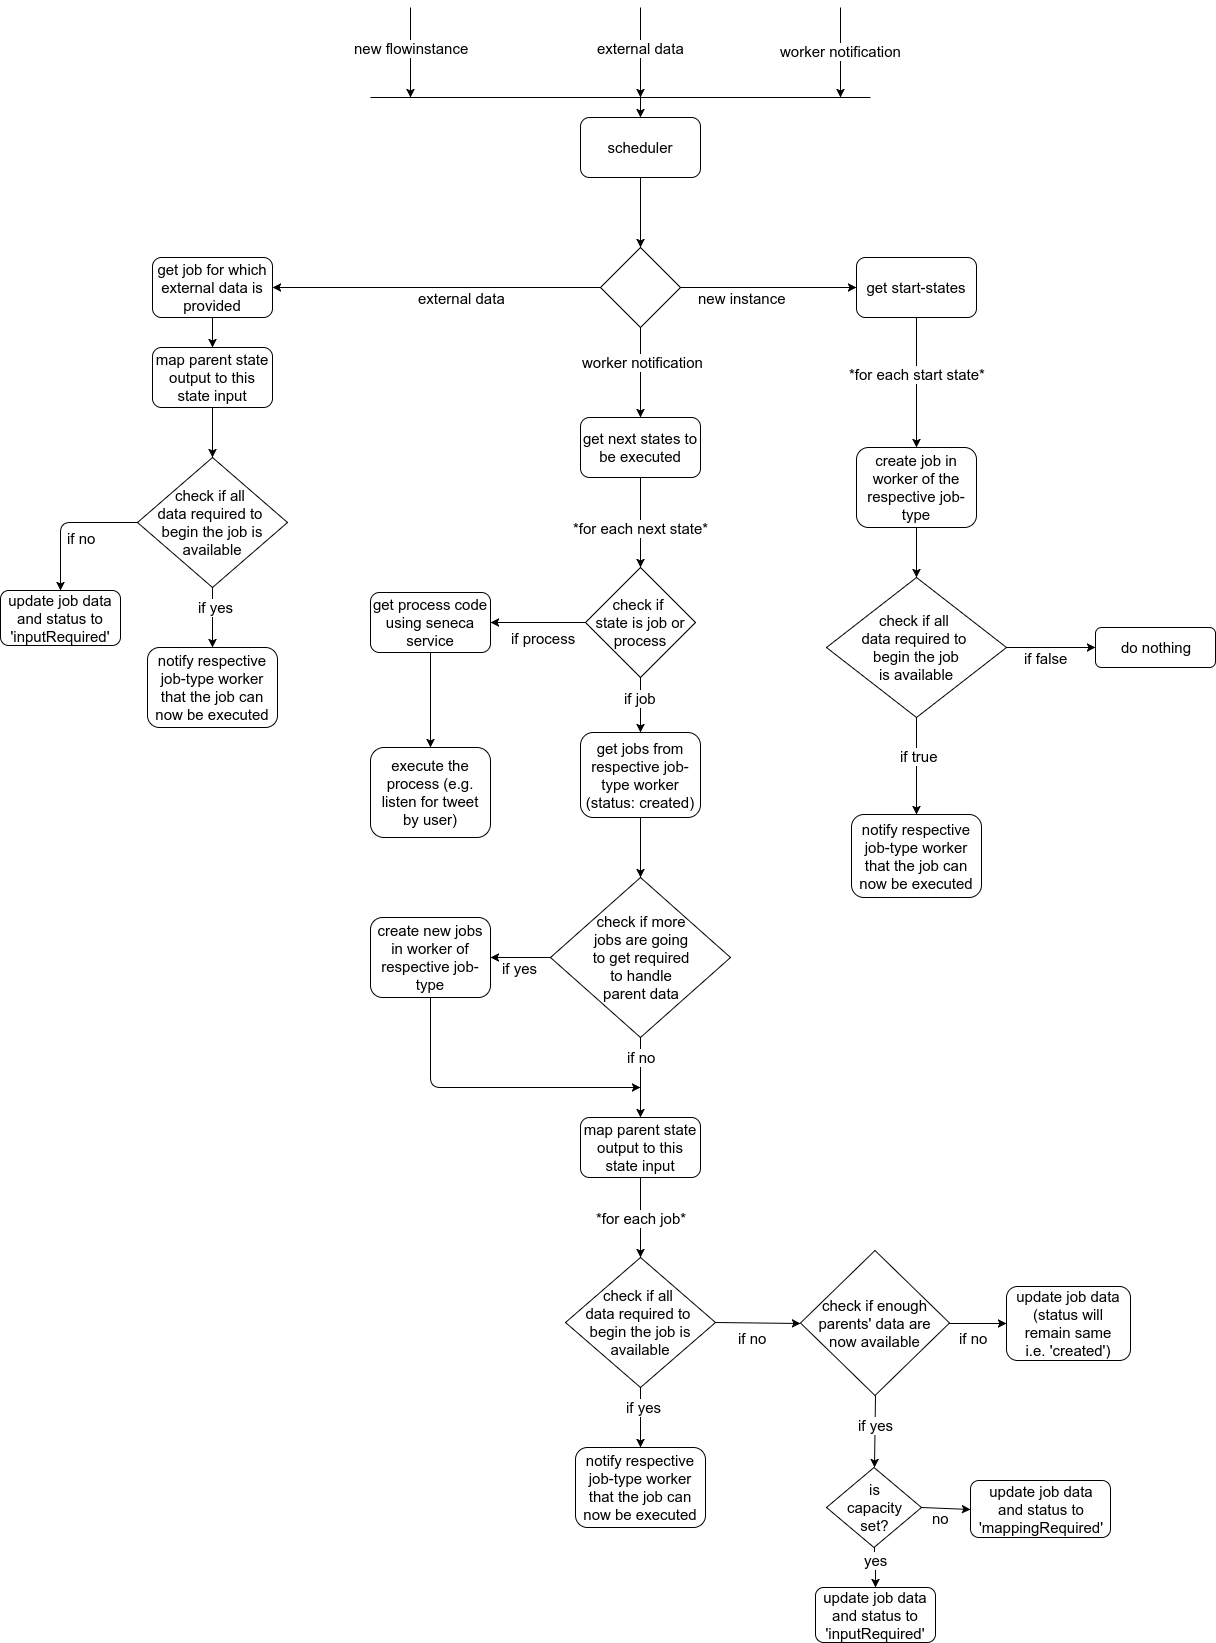 new flowinstance
external data
worker notification
scheduler
get job for which
external data is
provided
external data
new instance
get start-states
map parent state
output to this
state input
worker notification
*for each start state*
get next states to
be executed
create job in
worker of the
respective job-
type
check if all
data required to
begin the job is
available
if no
*for each next state*
update job data
and status to
'inputRequired'
if yes
notify respective
job-type worker
that the job can
now be executed
get process code
using seneca
service
if process
check if
state is job or
process
check if all
data required to
begin the job
is available
if false
do nothing
if job
execute the
process (e.g.
listen for tweet
by user)
get jobs from
respective job-
type worker
(status: created)
if true
notify respective
job-type worker
that the job can
now be executed
create new jobs
in worker of
respective job-
type
if yes
check if more
jobs are going
to get required
to handle
parent data
if no
map parent state
output to this
state input
*for each job*
check if all
data required to
begin the job is
available
if no
check if enough
parents' data are
now available
if no
update job data
(status will
remain same
i.e. 'created')
if yes
notify respective
job-type worker
that the job can
now be executed
if yes
is
capacity
set?
no
update job data
and status to
'mappingRequired'
yes
update job data
and status to
'inputRequired'